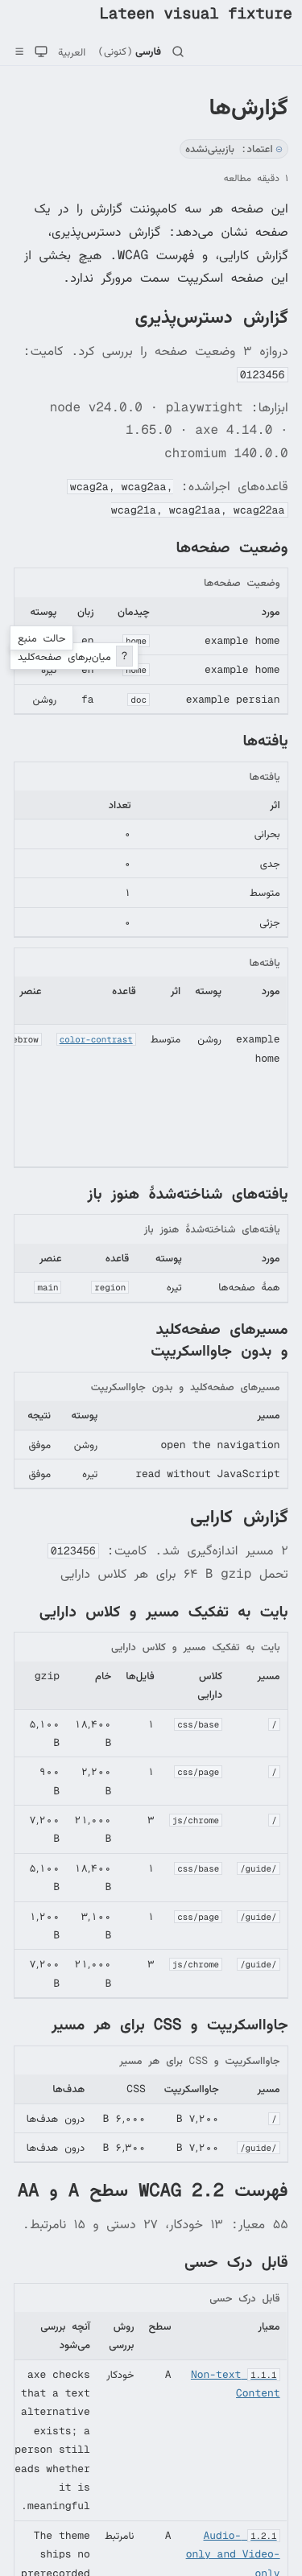 Lateen visual fixture
فارسی (کنونی) العربية
گزارش‌ها
اعتماد: بازبینی‌نشده
۱ دقیقه مطالعه
این صفحه هر سه کامپوننت گزارش را در یک
صفحه نشان می‌دهد: گزارش دسترس‌پذیری،
گزارش کارایی، و فهرست WCAG. هیچ بخشی از
این صفحه اسکریپت سمت مرورگر ندارد.
گزارش دسترس‌پذیری
دروازه ۳ وضعیت صفحه را بررسی کرد. کامیت:
0123456
ابزارها: node v24.0.0 · playwright
1.65.0 · axe 4.14.0 ·
chromium 140.0.0
قاعده‌های اجراشده: wcag2a, wcag2aa,
wcag21a, wcag21aa, wcag22aa
وضعیت صفحه‌ها
وضعیت صفحه‌ها
مورد چیدمان زبان پوسته
example home home en
حالت منبع
? میان‌برهای صفحه‌کلید
example home home en تیره
example persian doc fa روشن
یافته‌ها
یافته‌ها
اثر تعداد
بحرانی ۰
جدی ۰
متوسط ۱
جزئی ۰
یافته‌ها
مورد پوسته اثر قاعده عنصر
example روشن متوسط color-contrast
home
یافته‌های شناخته‌شدهٔ هنوز باز
یافته‌های شناخته‌شدهٔ هنوز باز
مورد پوسته قاعده عنصر
همهٔ صفحه‌ها تیره region main
مسیرهای صفحه‌کلید
و بدون جاوااسکریپت
مسیرهای صفحه‌کلید و بدون جاوااسکریپت
مسیر پوسته نتیجه
open the navigation روشن موفق
read without JavaScript تیره موفق
گزارش کارایی
۲ مسیر اندازه‌گیری شد. کامیت: 0123456
تحمل ۶۴ B gzip برای هر کلاس دارایی
بایت به تفکیک مسیر و کلاس دارایی
بایت به تفکیک مسیر و کلاس دارایی
مسیر کلاس فایل‌ها خام gzip
دارایی
/ css/base ۱ ۱۸,۴۰۰ ۵,۱۰۰
B B
/ css/page ۱ ۲,۲۰۰ ۹۰۰
B B
/ js/chrome ۳ ۲۱,۰۰۰ ۷,۲۰۰
B B
/guide/ css/base ۱ ۱۸,۴۰۰ ۵,۱۰۰
B B
/guide/ css/page ۱ ۳,۱۰۰ ۱,۲۰۰
B B
/guide/ js/chrome ۳ ۲۱,۰۰۰ ۷,۲۰۰
B B
جاوااسکریپت و CSS برای هر مسیر
جاوااسکریپت و CSS برای هر مسیر
مسیر جاوااسکریپت CSS هدف‌ها
/ ۷,۲۰۰ B ۶,۰۰۰ B درون هدف‌ها
/guide/ ۷,۲۰۰ B ۶,۳۰۰ B درون هدف‌ها
فهرست WCAG 2.2 سطح A و AA
۵۵ معیار: ۱۳ خودکار، ۲۷ دستی و ۱۵ نامرتبط.
قابل درک حسی
قابل درک حسی
معیار سطح روش آنچه بررسی
بررسی می‌شود
1.1.1 Non-text A خودکار axe checks
Content that a text
alternative
exists; a
person still
reads whether
it is
meaningful.
1.2.1 Audio- A نامرتبط The theme
only and Video- ships no
only prerecorded